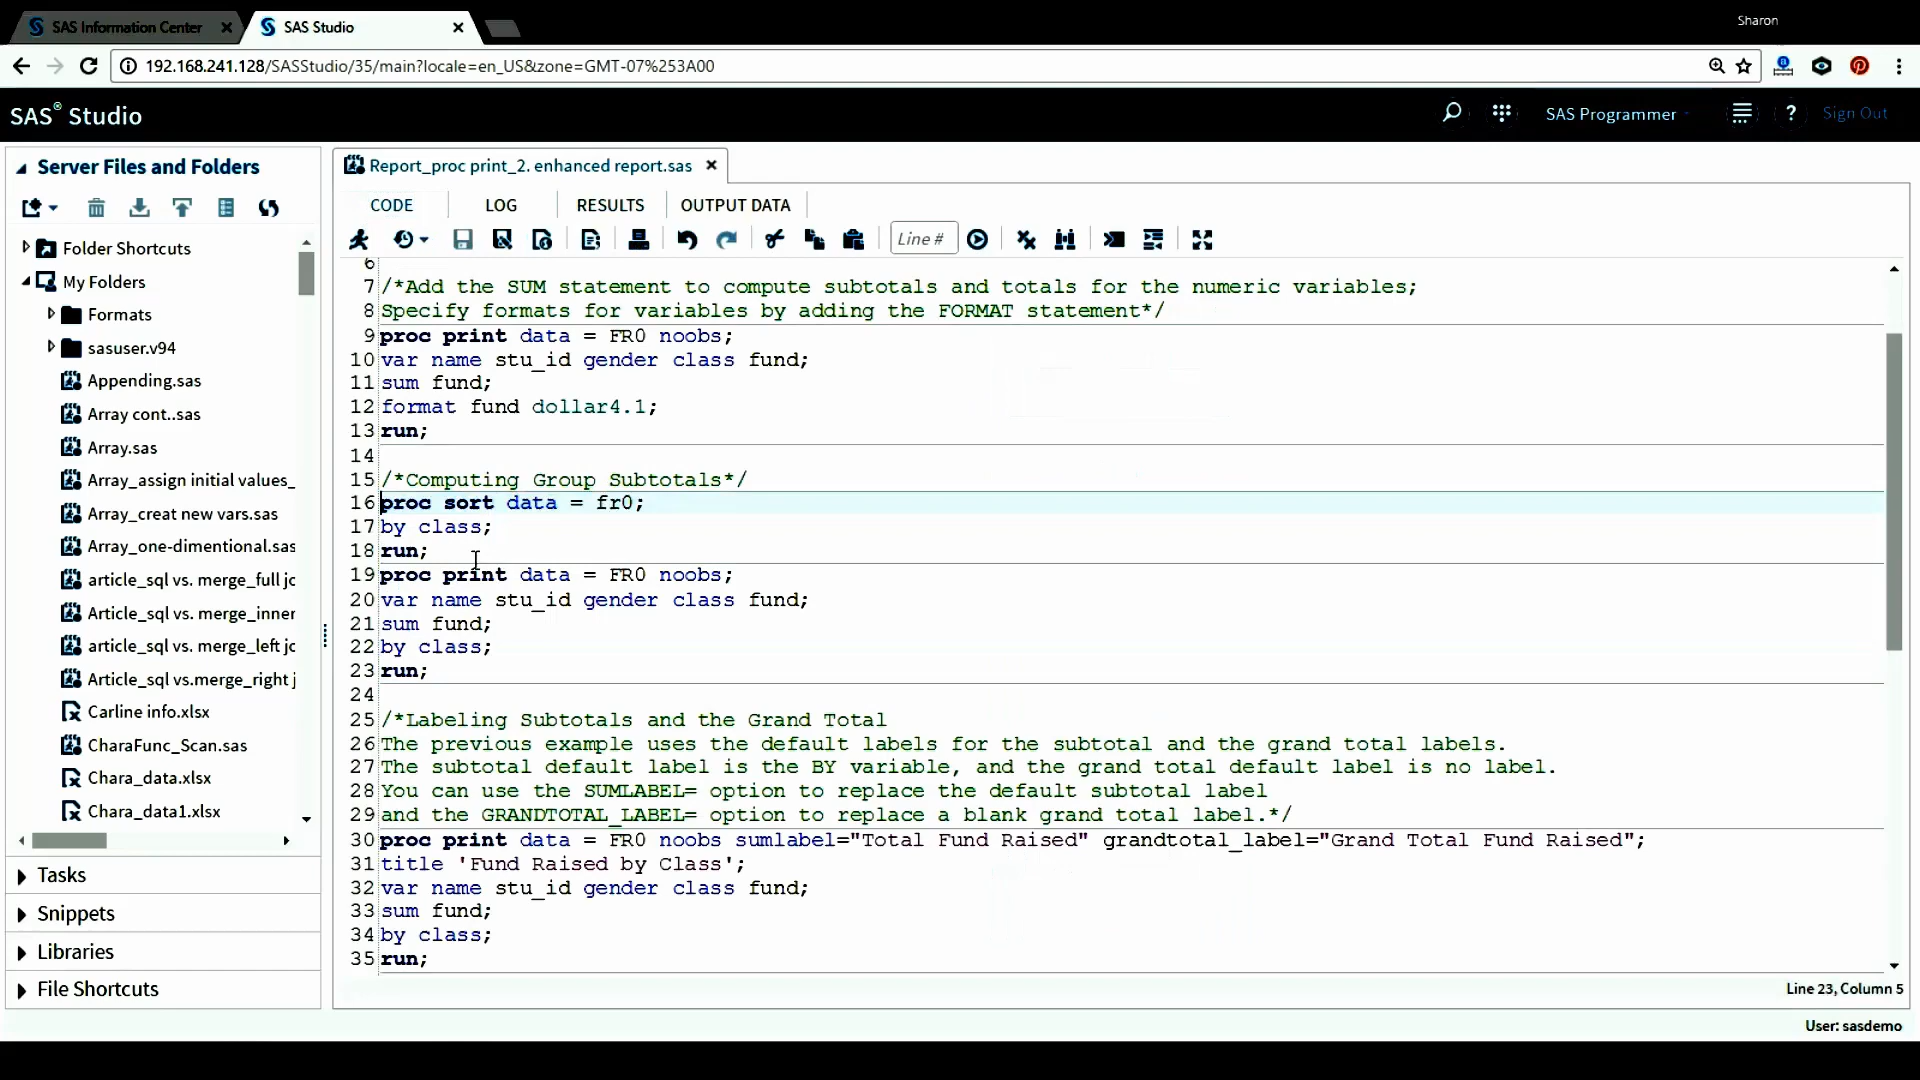 SAS Information Center
SAS Studio
Sharon
192.168.241.128/SASStudio/35/main?locale=en_US&zone=GMT-07%253A00
SAS® Studio
SAS Programmer
?
Sign Out
Server Files and Folders
Folder Shortcuts
My Folders
Formats
sasuser.v94
Appending.sas
Array cont..sas
Array.sas
Array_assign initial values_
Array_creat new vars.sas
Array_one-dimentional.sas
article_sql vs. merge_full jc
article_sql vs. merge_inner
article_sql vs. merge_left jc
Article_sql vs.merge_right j
Carline info.xlsx
CharaFunc_Scan.sas
Chara_data.xlsx
Chara_data1.xlsx
Tasks
Snippets
Libraries
File Shortcuts
Report_proc print_2. enhanced report.sas
CODE
LOG
RESULTS
OUTPUT DATA
Line #
6
7 /*Add the SUM statement to compute subtotals and totals for the numeric variables;
8 Specify formats for variables by adding the FORMAT statement*/
9 proc print data = FR0 noobs;
10 var name stu_id gender class fund;
11 sum fund;
12 format fund dollar4.1;
13 run;
14
15 /*Computing Group Subtotals*/
16 proc sort data = fr0;
17 by class;
18 run;
19 proc print data = FR0 noobs;
20 var name stu_id gender class fund;
21 sum fund;
22 by class;
23 run;
24
25 /*Labeling Subtotals and the Grand Total
26 The previous example uses the default labels for the subtotal and the grand total labels.
27 The subtotal default label is the BY variable, and the grand total default label is no label.
28 You can use the SUMLABEL= option to replace the default subtotal label
29 and the GRANDTOTAL_LABEL= option to replace a blank grand total label.*/
30 proc print data = FR0 noobs sumlabel="Total Fund Raised" grandtotal_label="Grand Total Fund Raised";
31 title 'Fund Raised by Class';
32 var name stu_id gender class fund;
33 sum fund;
34 by class;
35 run;
Line 23, Column 5
User: sasdemo